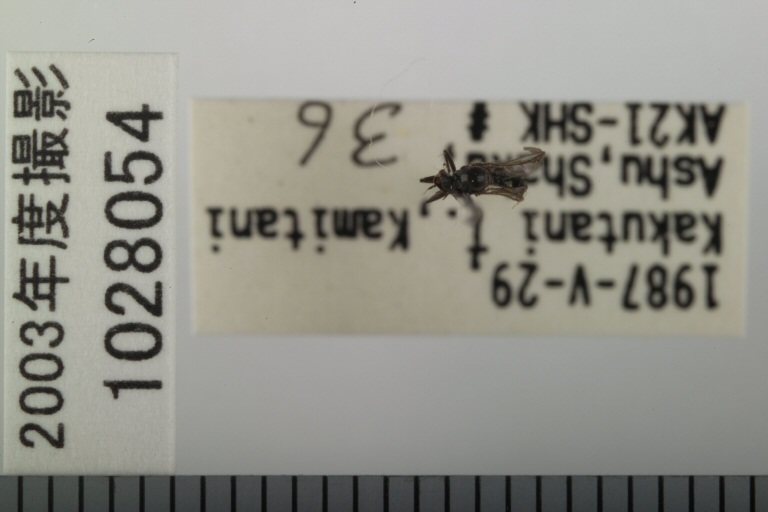 2003年度撮影
1028054
1987-V-29
Kakutani t., Kamitani
Ashu,
AK21-SHK # 36